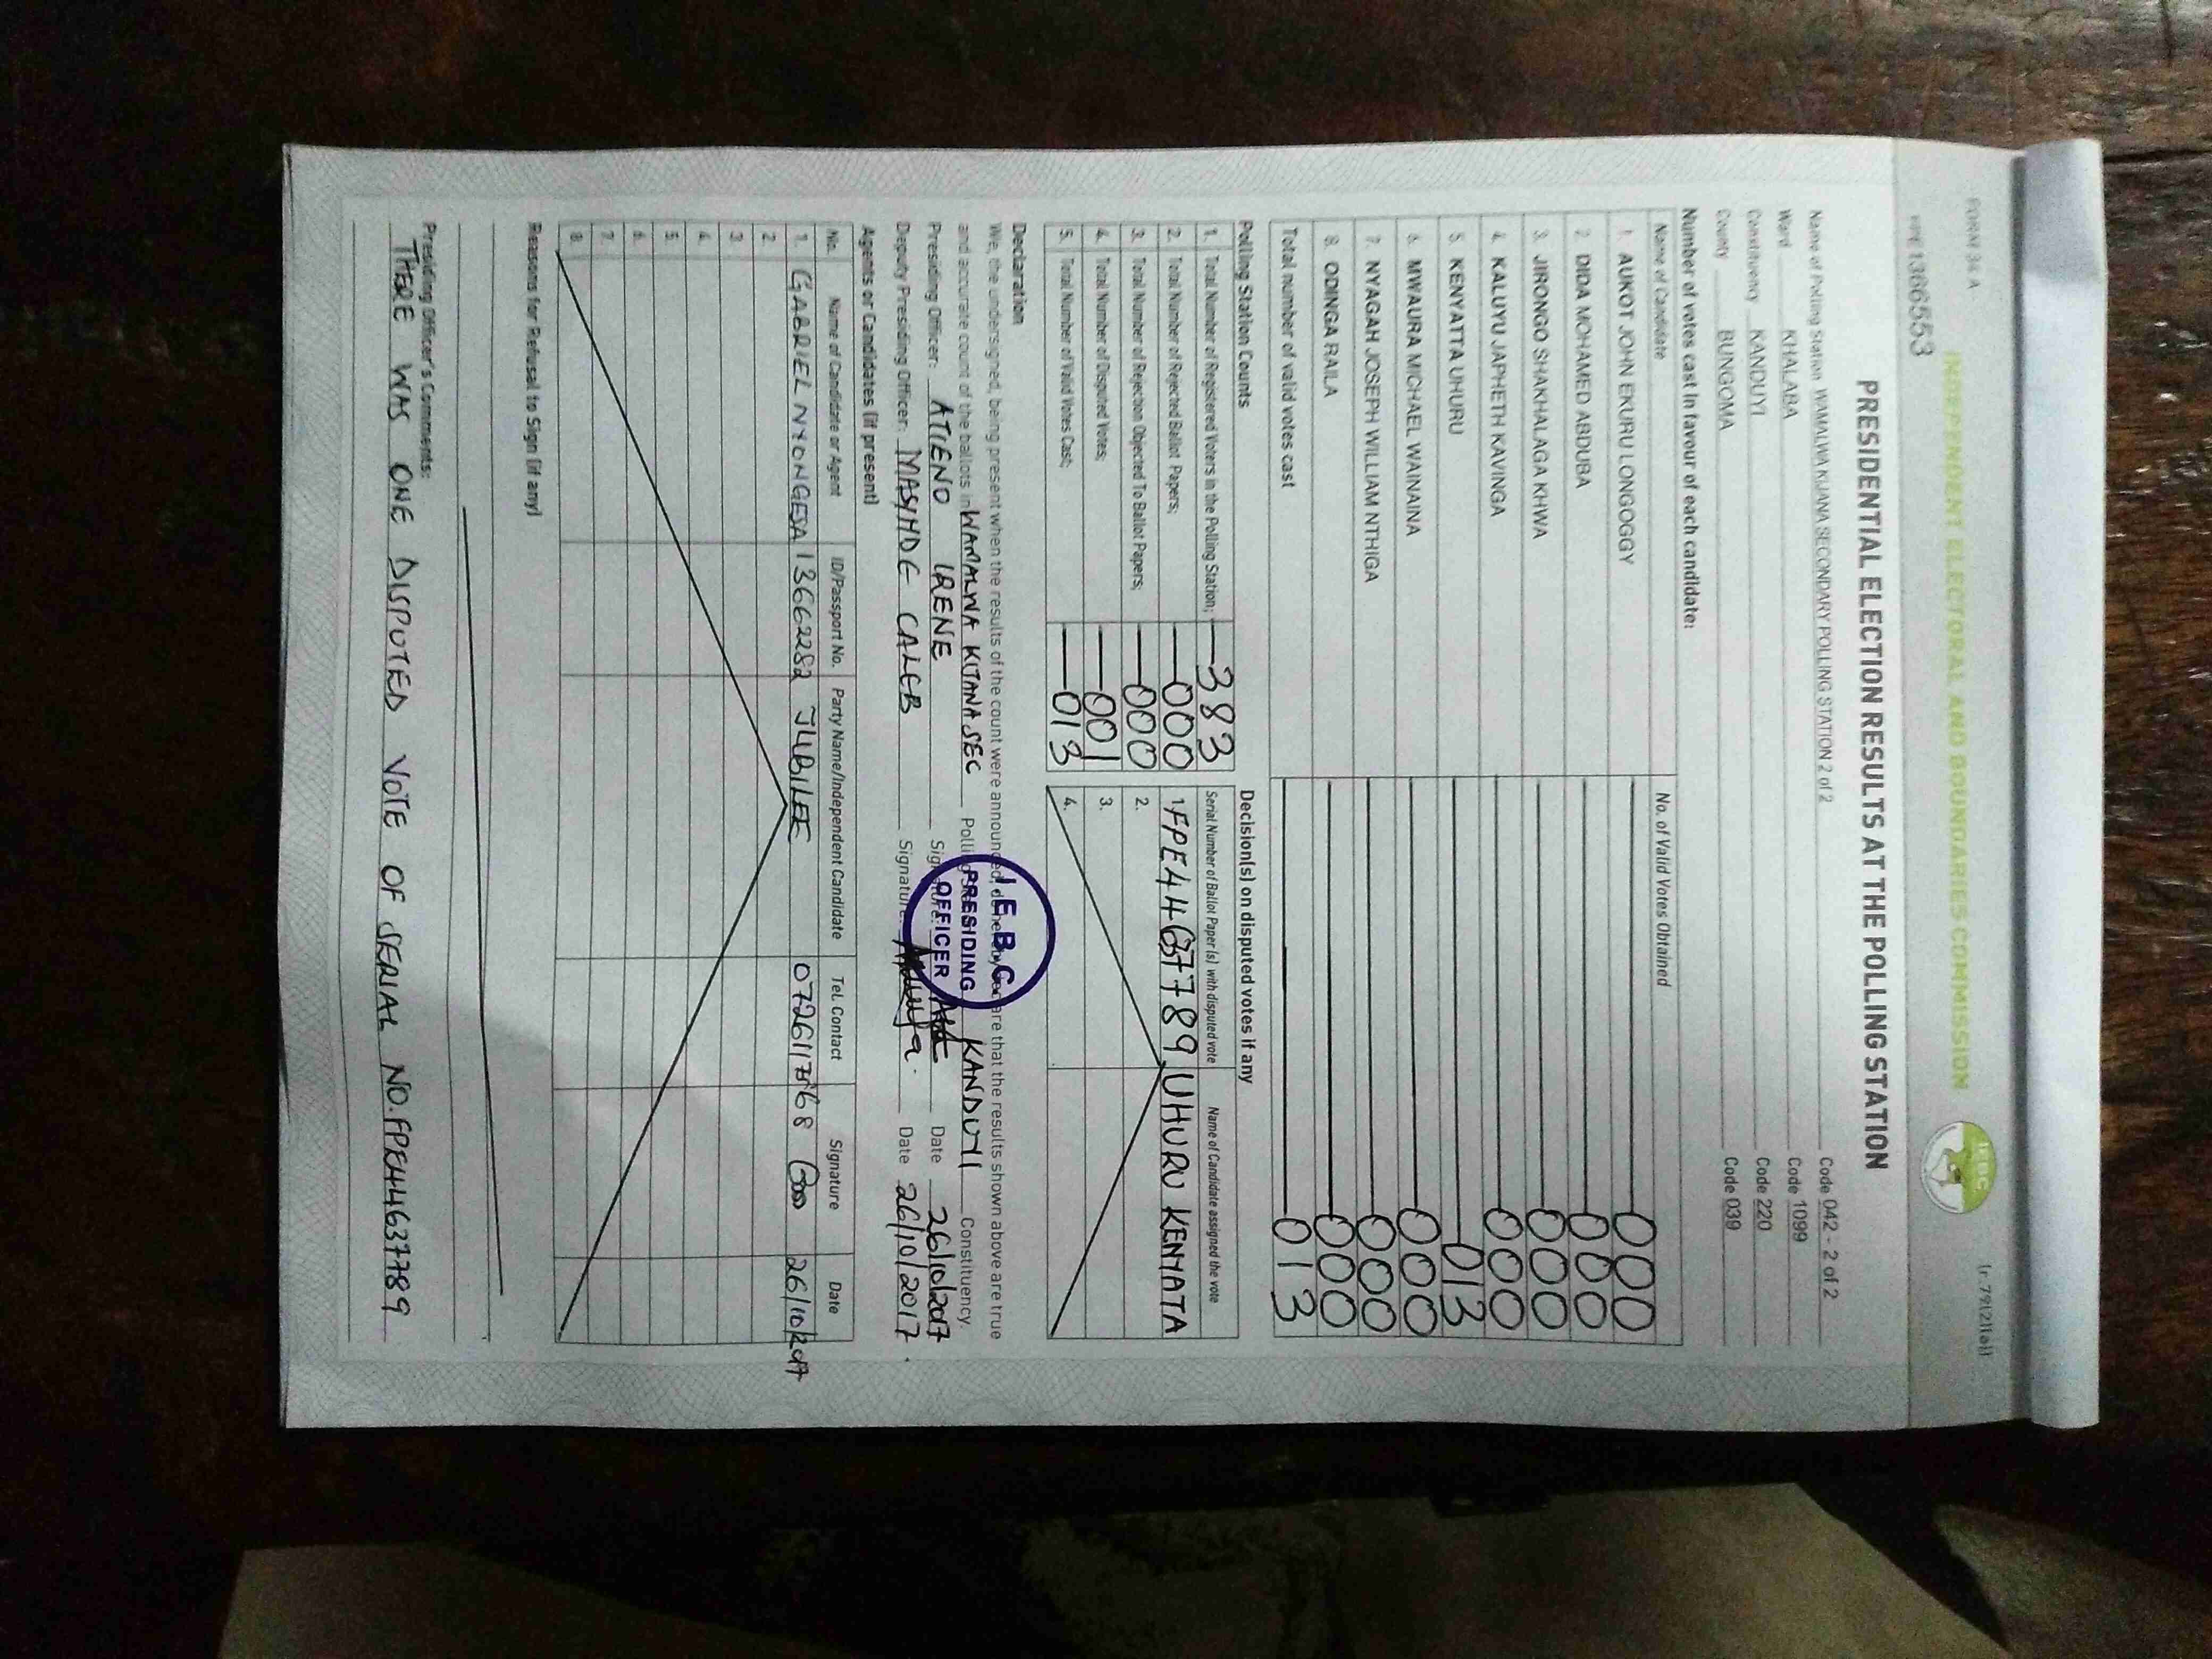 FORM 34 A
INDEPENDENT ELECTORAL AND BOUNDARIES COMMISSION
IEBC
(r.79(2)(a))
PPE 1366553
PRESIDENTIAL ELECTION RESULTS AT THE POLLING STATION
Name of Polling Station WAMALWA KIJANA SECONDARY POLLING STATION 2 of 2 Code 042 - 2 of 2
Ward KHALABA Code 1099
Constituency KANDUYI Code 220
County BUNGOMA Code 039
Number of votes cast in favour of each candidate:
Name of Candidate No. of Valid Votes Obtained
1. AUKOT JOHN EKURU LONGOGGY 000
2. DIDA MOHAMED ABDUBA 000
3. JIRONGO SHAKHALAGA KHWA 000
4. KALUYU JAPHETH KAVINGA 000
5. KENYATTA UHURU 013
6. MWAURA MICHAEL WAINAINA 000
7. NYAGAH JOSEPH WILLIAM NTHIGA 000
8. ODINGA RAILA 000
Total number of valid votes cast 013
Polling Station Counts
1. Total Number of Registered Voters in the Polling Station; 383
2. Total Number of Rejected Ballot Papers; 000
3. Total Number of Rejection Objected To Ballot Papers; 000
4. Total Number of Disputed Votes; 001
5. Total Number of Valid Votes Cast; 013
Decision(s) on disputed votes if any
Serial Number of Ballot Paper(s) with disputed vote Name of Candidate assigned the vote
1. FPE44637789 UHURU KENYATA
2.
3.
4.
Declaration
We, the undersigned, being present when the results of the count were announced, do hereby declare that the results shown above are true
and accurate count of the ballots in WAMALWA KIJANA SEC Polling Station KANDUYI Constituency.
Presiding Officer: ATIENO IRENE Signature: Date 26/10/2017
Deputy Presiding Officer: MASYMDE CALEB Signature: Date 26/10/2017
I.E.B.C
PRESIDING
OFFICER
Agents or Candidates (if present)
No. Name of Candidate or Agent ID/Passport No. Party Name/Independent Candidate Tel. Contact Signature Date
1. GABRIEL NYONGESA 13662282 JUBILEE 26/10/2017
2.
3.
4.
5.
6.
7.
8.
Reasons for Refusal to Sign (if any)
Presiding Officer's Comments:
THERE WAS ONE DISPUTED VOTE OF SERIAL NO. FPE44637789